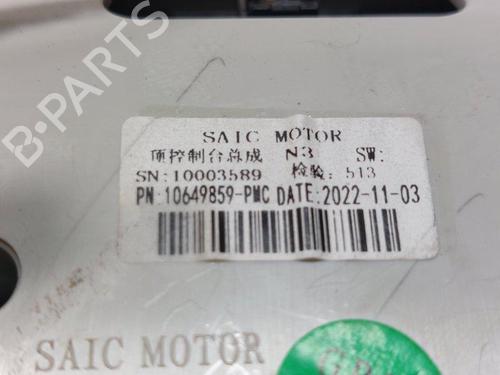 B-PARTS
SAIC MOTOR
顶控制台总成 N3 SW:
SN:10003589 检验: 513
PN:10649859-PMC DATE:2022-11-03
SAIC MOTOR